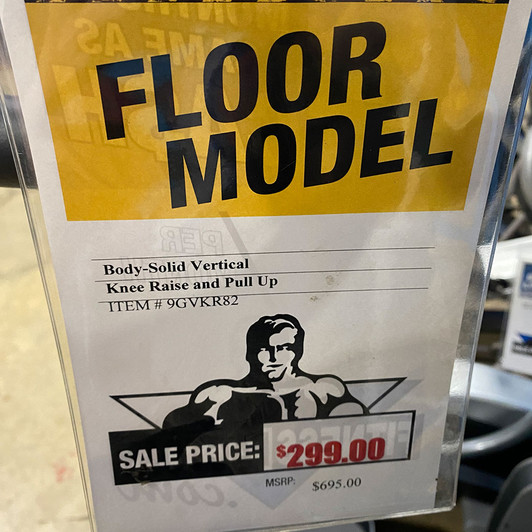 FLOOR
MODEL
Body-Solid Vertical
Knee Raise and Pull Up
ITEM # 9GVKR82
SALE PRICE: $299.00
MSRP: $695.00